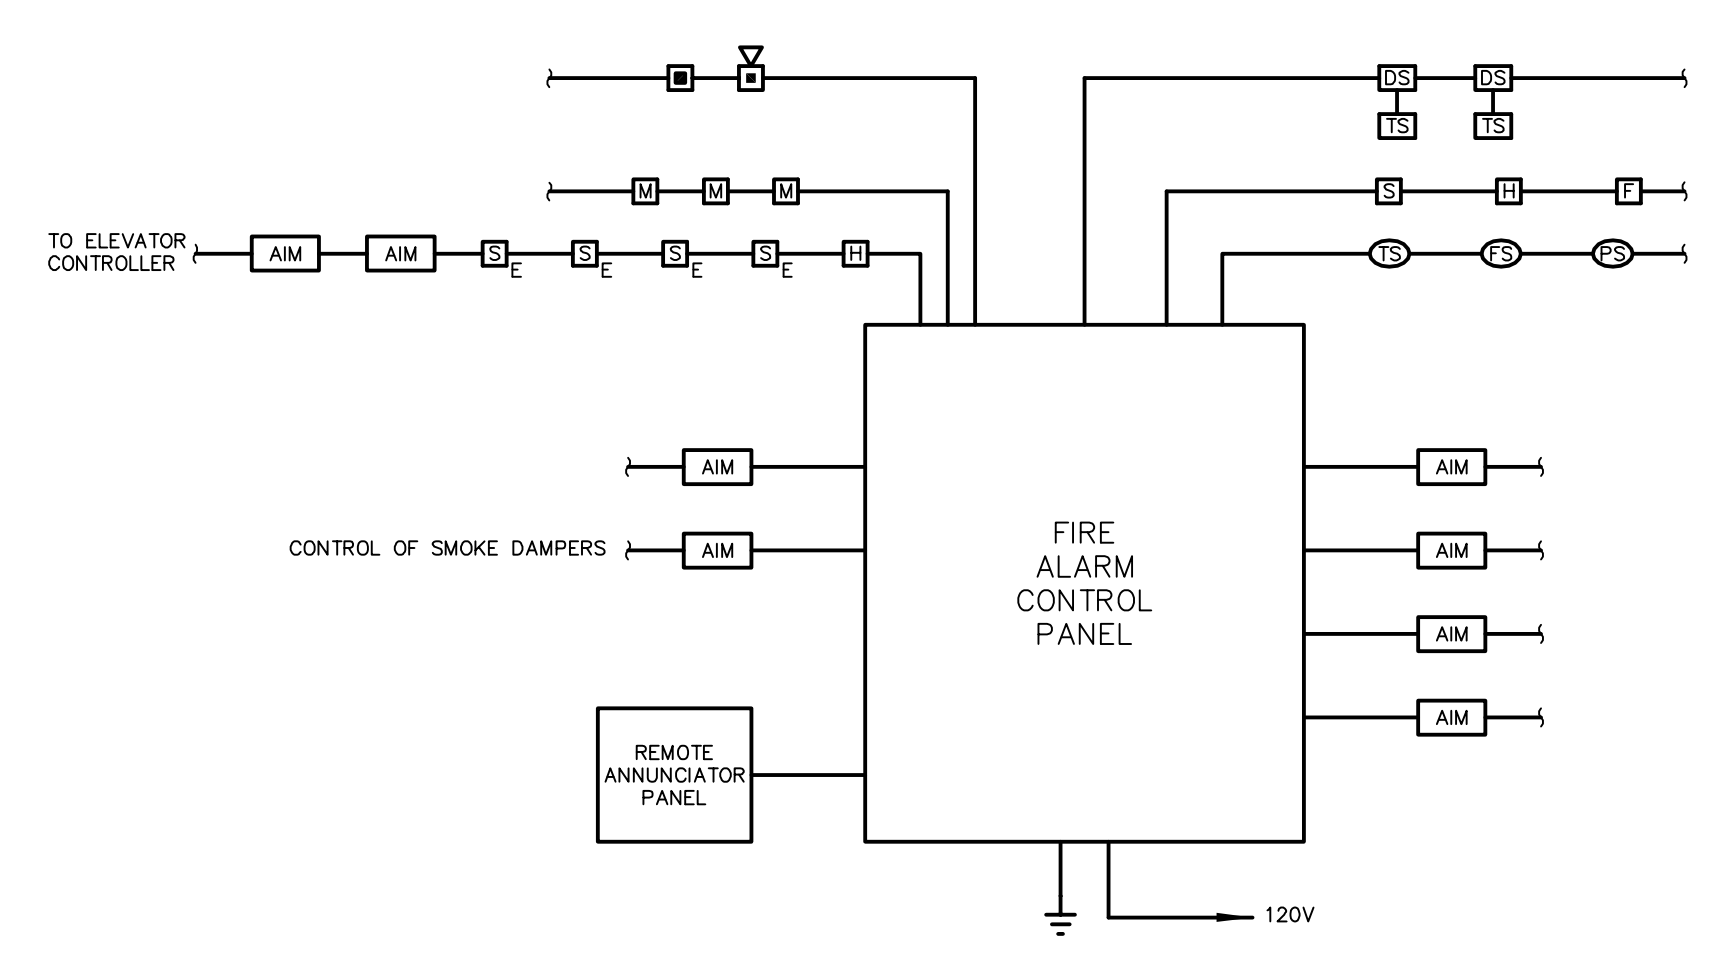 DS DS
TS TS
M M M
S H F
TO ELEVATOR
CONTROLLER
AIM AIM S E S E S E S E H
TS FS PS
AIM
AIM
CONTROL OF SMOKE DAMPERS AIM
AIM
FIRE
ALARM
CONTROL
PANEL
AIM
AIM
REMOTE
ANNUNCIATOR
PANEL
120V